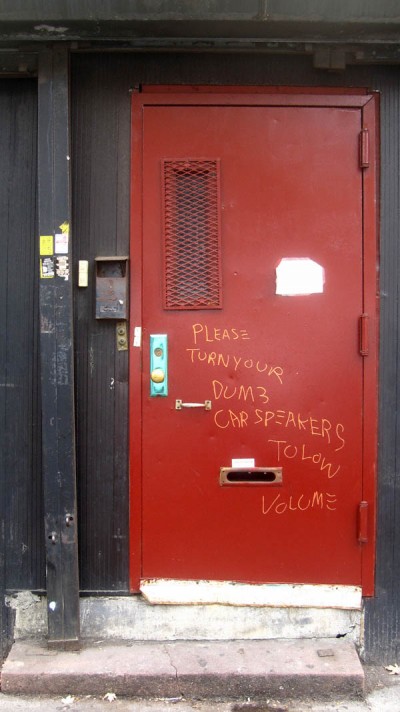 PLEASE
TURN YOUR
DUMB
CAR SPEAKERS
TO LOW
VOLUME